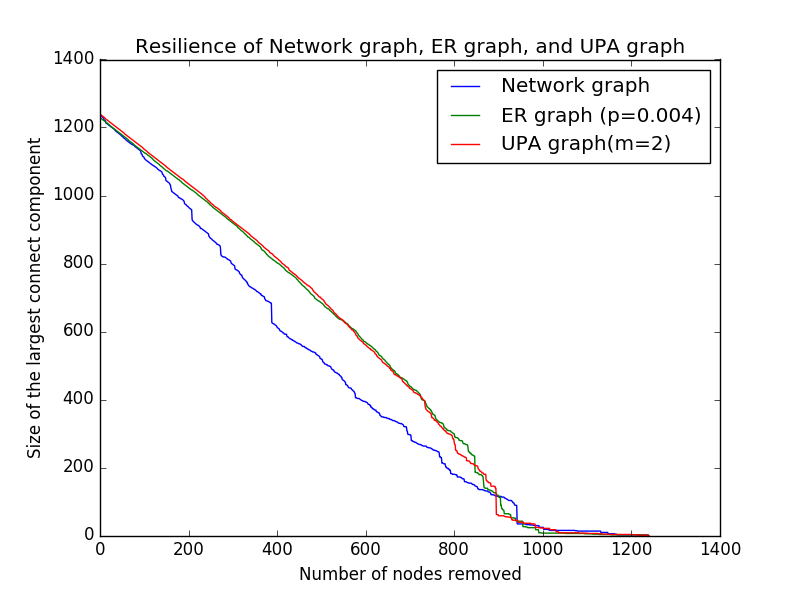 Resilience of Network graph, ER graph, and UPA graph
Network graph
ER graph (p=0.004)
UPA graph(m=2)
Size of the largest connect component
1400
1200
1000
800
600
400
200
0
0 200 400 600 800 1000 1200 1400
Number of nodes removed